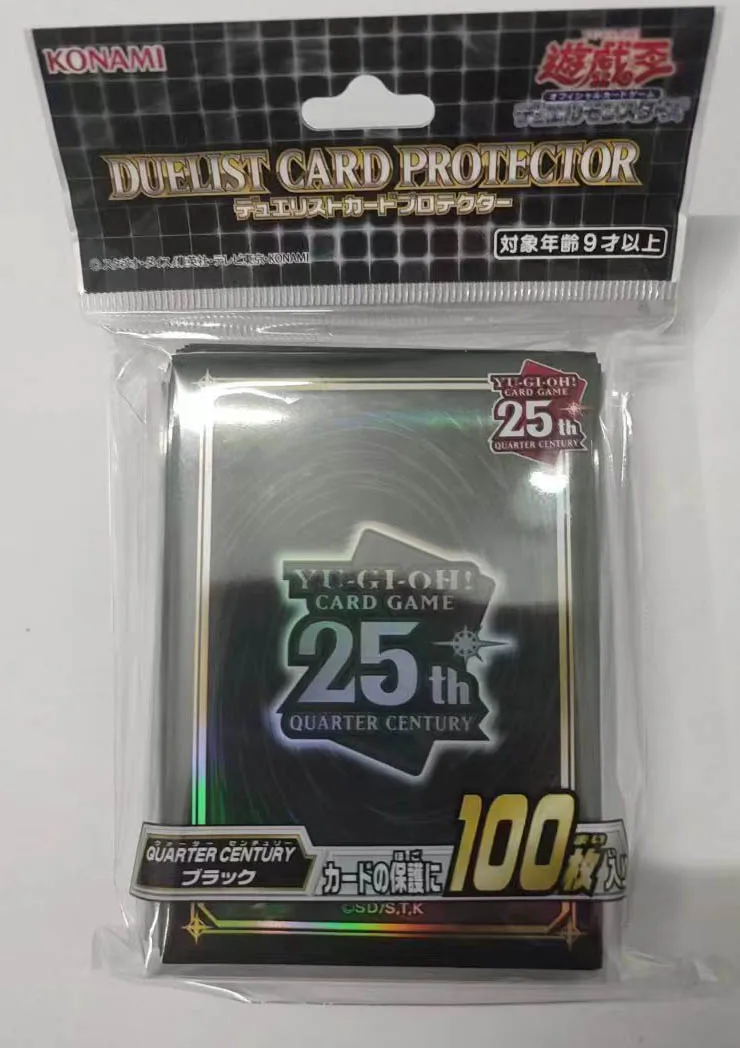 KONAMI
遊戯王
オフィシャルカードゲーム
デュエルモンスターズ
DUELIST CARD PROTECTOR
デュエリストカードプロテクター
対象年齢9才以上
©スタジオ・ダイス/集英社・テレビ東京・KONAMI
YU-GI-OH!
CARD GAME
25th
QUARTER CENTURY
YU-GI-OH!
CARD GAME
25th
QUARTER CENTURY
クォーター センチュリー
QUARTER CENTURY
ブラック
ほご
まい
カードの保護に100枚入り
©SD/S,T,K